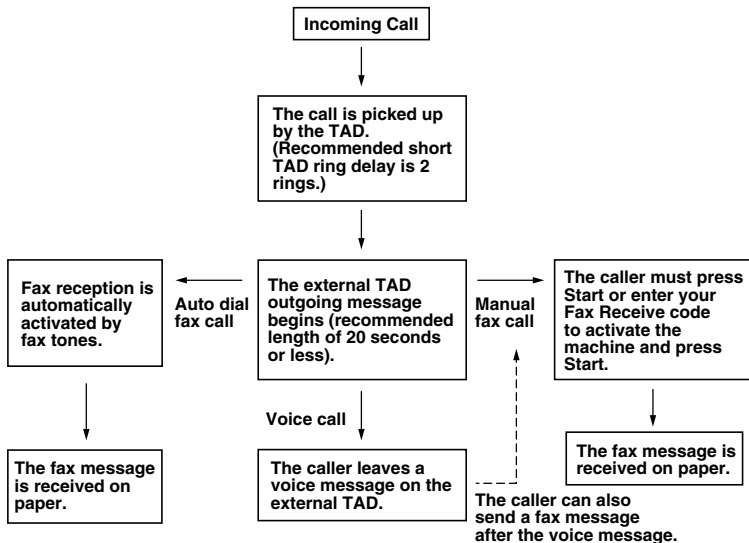 Incoming Call
The call is picked up
by the TAD.
(Recommended short
TAD ring delay is 2
rings.)
Fax reception is
automatically
activated by
fax tones.
Auto dial
fax call
The external TAD
outgoing message
begins (recommended
length of 20 seconds
or less).
Manual
fax call
The caller must press
Start or enter your
Fax Receive code
to activate the
machine and press
Start.
Voice call
The fax message
is received on
paper.
The caller leaves a
voice message on the
external TAD.
The fax message is
received on paper.
The caller can also
send a fax message
after the voice message.